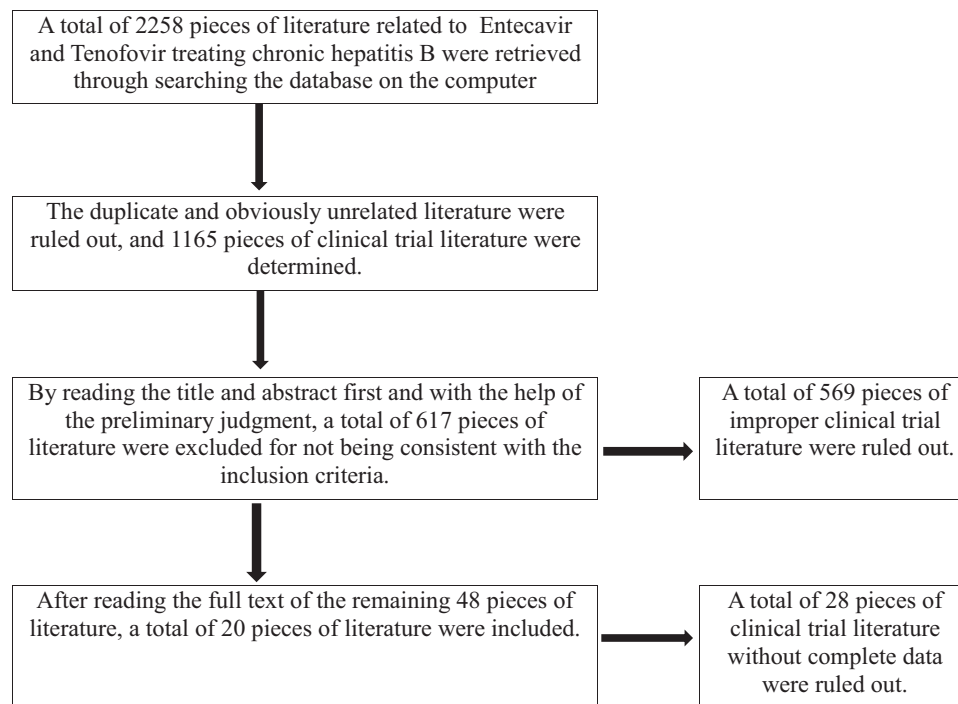 A total of 2258 pieces of literature related to  Entecavir
and Tenofovir treating chronic hepatitis B were retrieved
through searching the database on the computer
The duplicate and obviously unrelated literature were
ruled out, and 1165 pieces of clinical trial literature were
determined.
By reading the title and abstract first and with the help of
the preliminary judgment, a total of 617 pieces of
literature were excluded for not being consistent with the
inclusion criteria.
A total of 569 pieces of
improper clinical trial
literature were ruled out.
After reading the full text of the remaining 48 pieces of
literature, a total of 20 pieces of literature were included.
A total of 28 pieces of
clinical trial literature
without complete data
were ruled out.